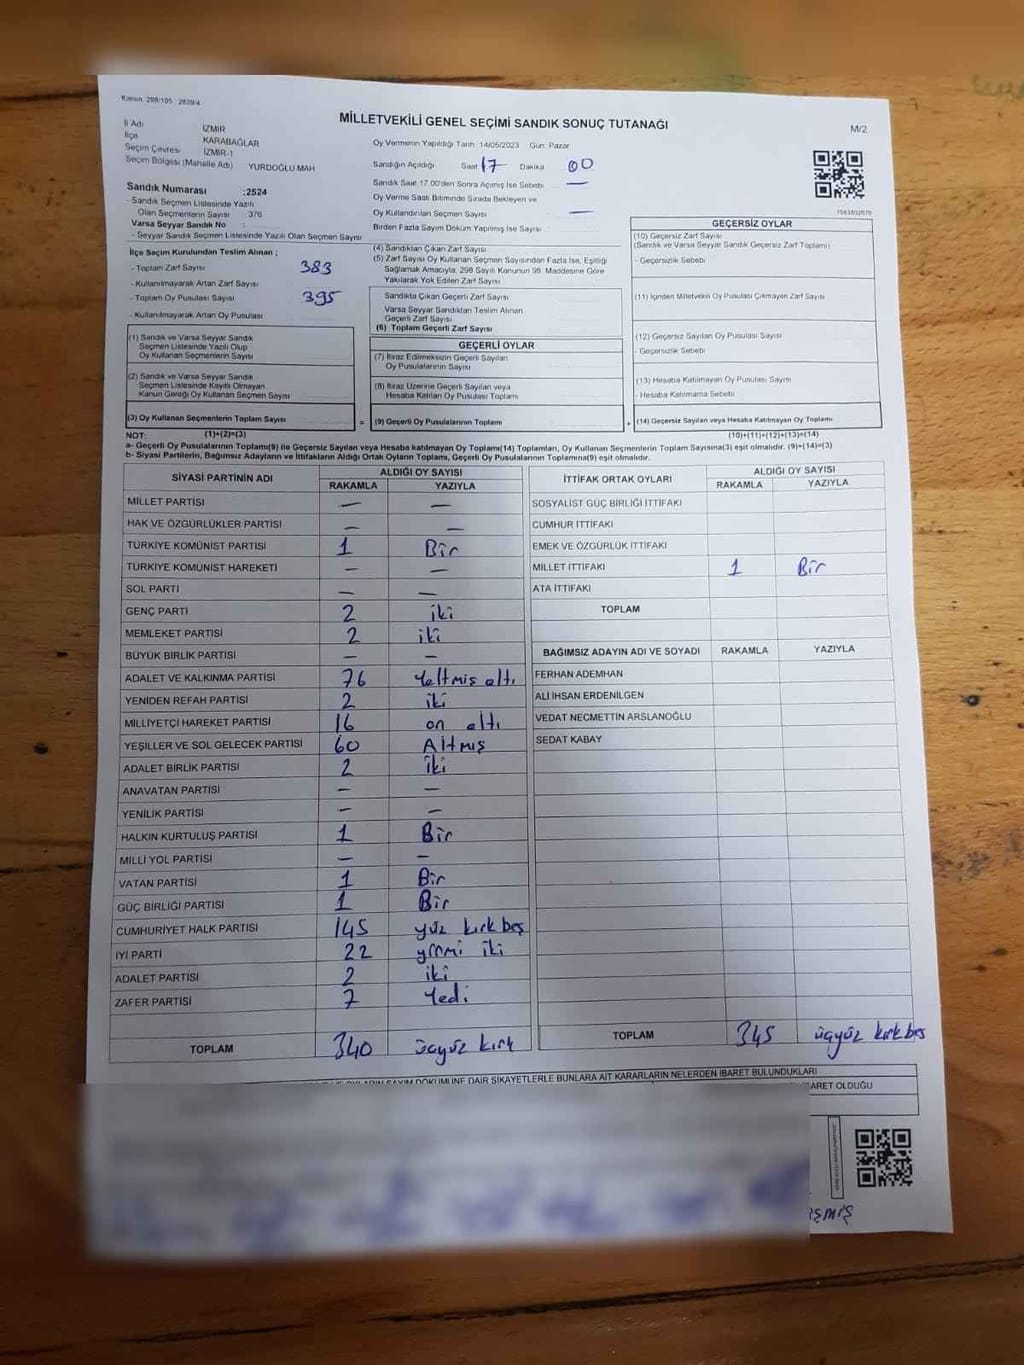 Kanun: 298/105 : 2839/4
MİLLETVEKİLİ GENEL SEÇİMİ SANDIK SONUÇ TUTANAĞI
M/2
İl Adı İZMİR
İlçe KARABAĞLAR
Seçim Çevresi İZMİR-1
Seçim Bölgesi (Mahalle Adı) YURDOĞLU MAH
Oy Vermenin Yapıldığı Tarih 14/05/2023 Gün: Pazar
Sandığın Açıldığı Saat 17 Dakika 00
Sandık Saat 17.00'den Sonra Açılmış İse Sebebi —
Oy Verme Saati Bitiminde Sırada Bekleyen ve
Oy Kullandırılan Seçmen Sayısı —
Birden Fazla Sayım Döküm Yapılmış İse Sayısı
Sandık Numarası :2524
- Sandık Seçmen Listesinde Yazılı
Olan Seçmenlerin Sayısı : 376
Varsa Seyyar Sandık No :
- Seyyar Sandık Seçmen Listesinde Yazılı Olan Seçmen Sayısı
İlçe Seçim Kurulundan Teslim Alınan ;
- Toplam Zarf Sayısı 383
- Kullanılmayarak Artan Zarf Sayısı
- Toplam Oy Pusulası Sayısı 395
- Kullanılmayarak Artan Oy Pusulası
(1) Sandık ve Varsa Seyyar Sandık
Seçmen Listesinde Yazılı Olup
Oy Kullanan Seçmenlerin Sayısı
(2) Sandık ve Varsa Seyyar Sandık
Seçmen Listesinde Kayıtlı Olmayan
Kanun Gereği Oy Kullanan Seçmen Sayısı
(3) Oy Kullanan Seçmenlerin Toplam Sayısı
(4) Sandıktan Çıkan Zarf Sayısı
(5) Zarf Sayısı Oy Kullanan Seçmen Sayısından Fazla İse, Eşitliği
Sağlamak Amacıyla, 298 Sayılı Kanunun 98. Maddesine Göre
Yakılarak Yok Edilen Zarf Sayısı
Sandıkta Çıkan Geçerli Zarf Sayısı
Varsa Seyyar Sandıktan Teslim Alınan
Geçerli Zarf Sayısı
(6) Toplam Geçerli Zarf Sayısı
GEÇERLİ OYLAR
(7) İtiraz Edilmeksizin Geçerli Sayılan
Oy Pusulalarının Sayısı
(8) İtiraz Üzerine Geçerli Sayılan veya
Hesaba Katılan Oy Pusulası Toplamı
= (9) Geçerli Oy Pusulalarının Toplamı
GEÇERSİZ OYLAR
(10) Geçersiz Zarf Sayısı
(Sandık ve Varsa Seyyar Sandık Geçersiz Zarf Toplamı)
- Geçersizlik Sebebi
(11) İçinden Milletvekili Oy Pusulası Çıkmayan Zarf Sayısı
(12) Geçersiz Sayılan Oy Pusulası Sayısı
- Geçersizlik Sebebi
(13) Hesaba Katılmayan Oy Pusulası Sayısı
- Hesaba Katılmama Sebebi
+ (14) Geçersiz Sayılan veya Hesaba Katılmayan Oy Toplamı
NOT: (1)+(2)=(3) (10)+(11)+(12)+(13)=(14)
a- Geçerli Oy Pusulalarının Toplamı(9) ile Geçersiz Sayılan veya Hesaba katılmayan Oy Toplamı(14) Toplamları, Oy Kullanan Seçmenlerin Toplam Sayısına(3) eşit olmalıdır. (9)+(14)=(3)
b- Siyasi Partilerin, Bağımsız Adayların ve İttifakların Aldığı Ortak Oyların Toplamı, Geçerli Oy Pusulalarının Toplamına(9) eşit olmalıdır.
SİYASİ PARTİNİN ADI ALDIĞI OY SAYISI
RAKAMLA YAZIYLA
MİLLET PARTİSİ — —
HAK VE ÖZGÜRLÜKLER PARTİSİ — —
TÜRKİYE KOMÜNİST PARTİSİ 1 Bir
TÜRKİYE KOMÜNİST HAREKETİ — —
SOL PARTİ — —
GENÇ PARTİ 2 iki
MEMLEKET PARTİSİ 2 iki
BÜYÜK BİRLİK PARTİSİ — —
ADALET VE KALKINMA PARTİSİ 76 Yetmiş altı
YENİDEN REFAH PARTİSİ 2 iki
MİLLİYETÇİ HAREKET PARTİSİ 16 on altı
YEŞİLLER VE SOL GELECEK PARTİSİ 60 Altmış
ADALET BİRLİK PARTİSİ 2 iki
ANAVATAN PARTİSİ — —
YENİLİK PARTİSİ — —
HALKIN KURTULUŞ PARTİSİ 1 Bir
MİLLİ YOL PARTİSİ — —
VATAN PARTİSİ 1 Bir
GÜÇ BİRLİĞİ PARTİSİ 1 Bir
CUMHURİYET HALK PARTİSİ 145 yüz kırk beş
İYİ PARTİ 22 yirmi iki
ADALET PARTİSİ 2 iki
ZAFER PARTİSİ 7 Yedi
TOPLAM 340 üçyüz kırk
İTTİFAK ORTAK OYLARI ALDIĞI OY SAYISI
RAKAMLA YAZIYLA
SOSYALİST GÜÇ BİRLİĞİ İTTİFAKI
CUMHUR İTTİFAKI
EMEK VE ÖZGÜRLÜK İTTİFAKI
MİLLET İTTİFAKI 1 Bir
ATA İTTİFAKI
TOPLAM
BAĞIMSIZ ADAYIN ADI VE SOYADI RAKAMLA YAZIYLA
FERHAN ADEMHAN
ALİ İHSAN ERDENİLGEN
VEDAT NECMETTİN ARSLANOĞLU
SEDAT KABAY
TOPLAM 345 üçyüz kırk beş
SAYIM DÖKÜMÜNE DAİR ŞİKAYETLERLE BUNLARA AİT KARARLARIN NELERDEN İBARET BULUNDUKLARI
İBARET OLDUĞU